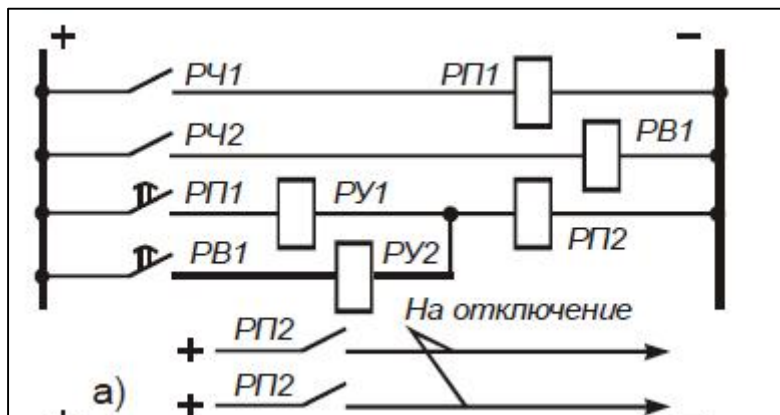 + −
РЧ1 РП1
РЧ2 РВ1
РП1 РУ1 РП2
РВ1 РУ2
На отключение
+ РП2
а) + РП2